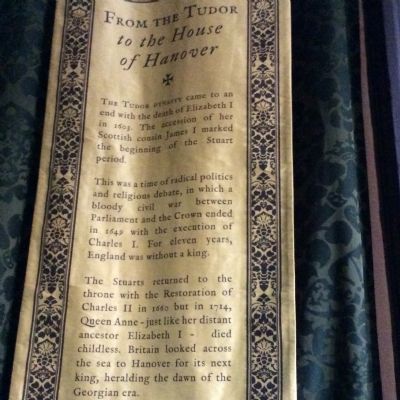 FROM THE TUDOR
to the House
of Hanover
THE TUDOR DYNASTY came to an
end with the death of Elizabeth I
in 1603. The accession of her
Scottish cousin James I marked
the beginning of the Stuart
period.
This was a time of radical politics
and religious debate, in which a
bloody civil war between
Parliament and the Crown ended
in 1649 with the execution of
Charles I. For eleven years,
England was without a king.
The Stuarts returned to the
throne with the Restoration of
Charles II in 1660 but in 1714,
Queen Anne - just like her distant
ancestor Elizabeth I - died
childless. Britain looked across
the sea to Hanover for its next
king, heralding the dawn of the
Georgian era.